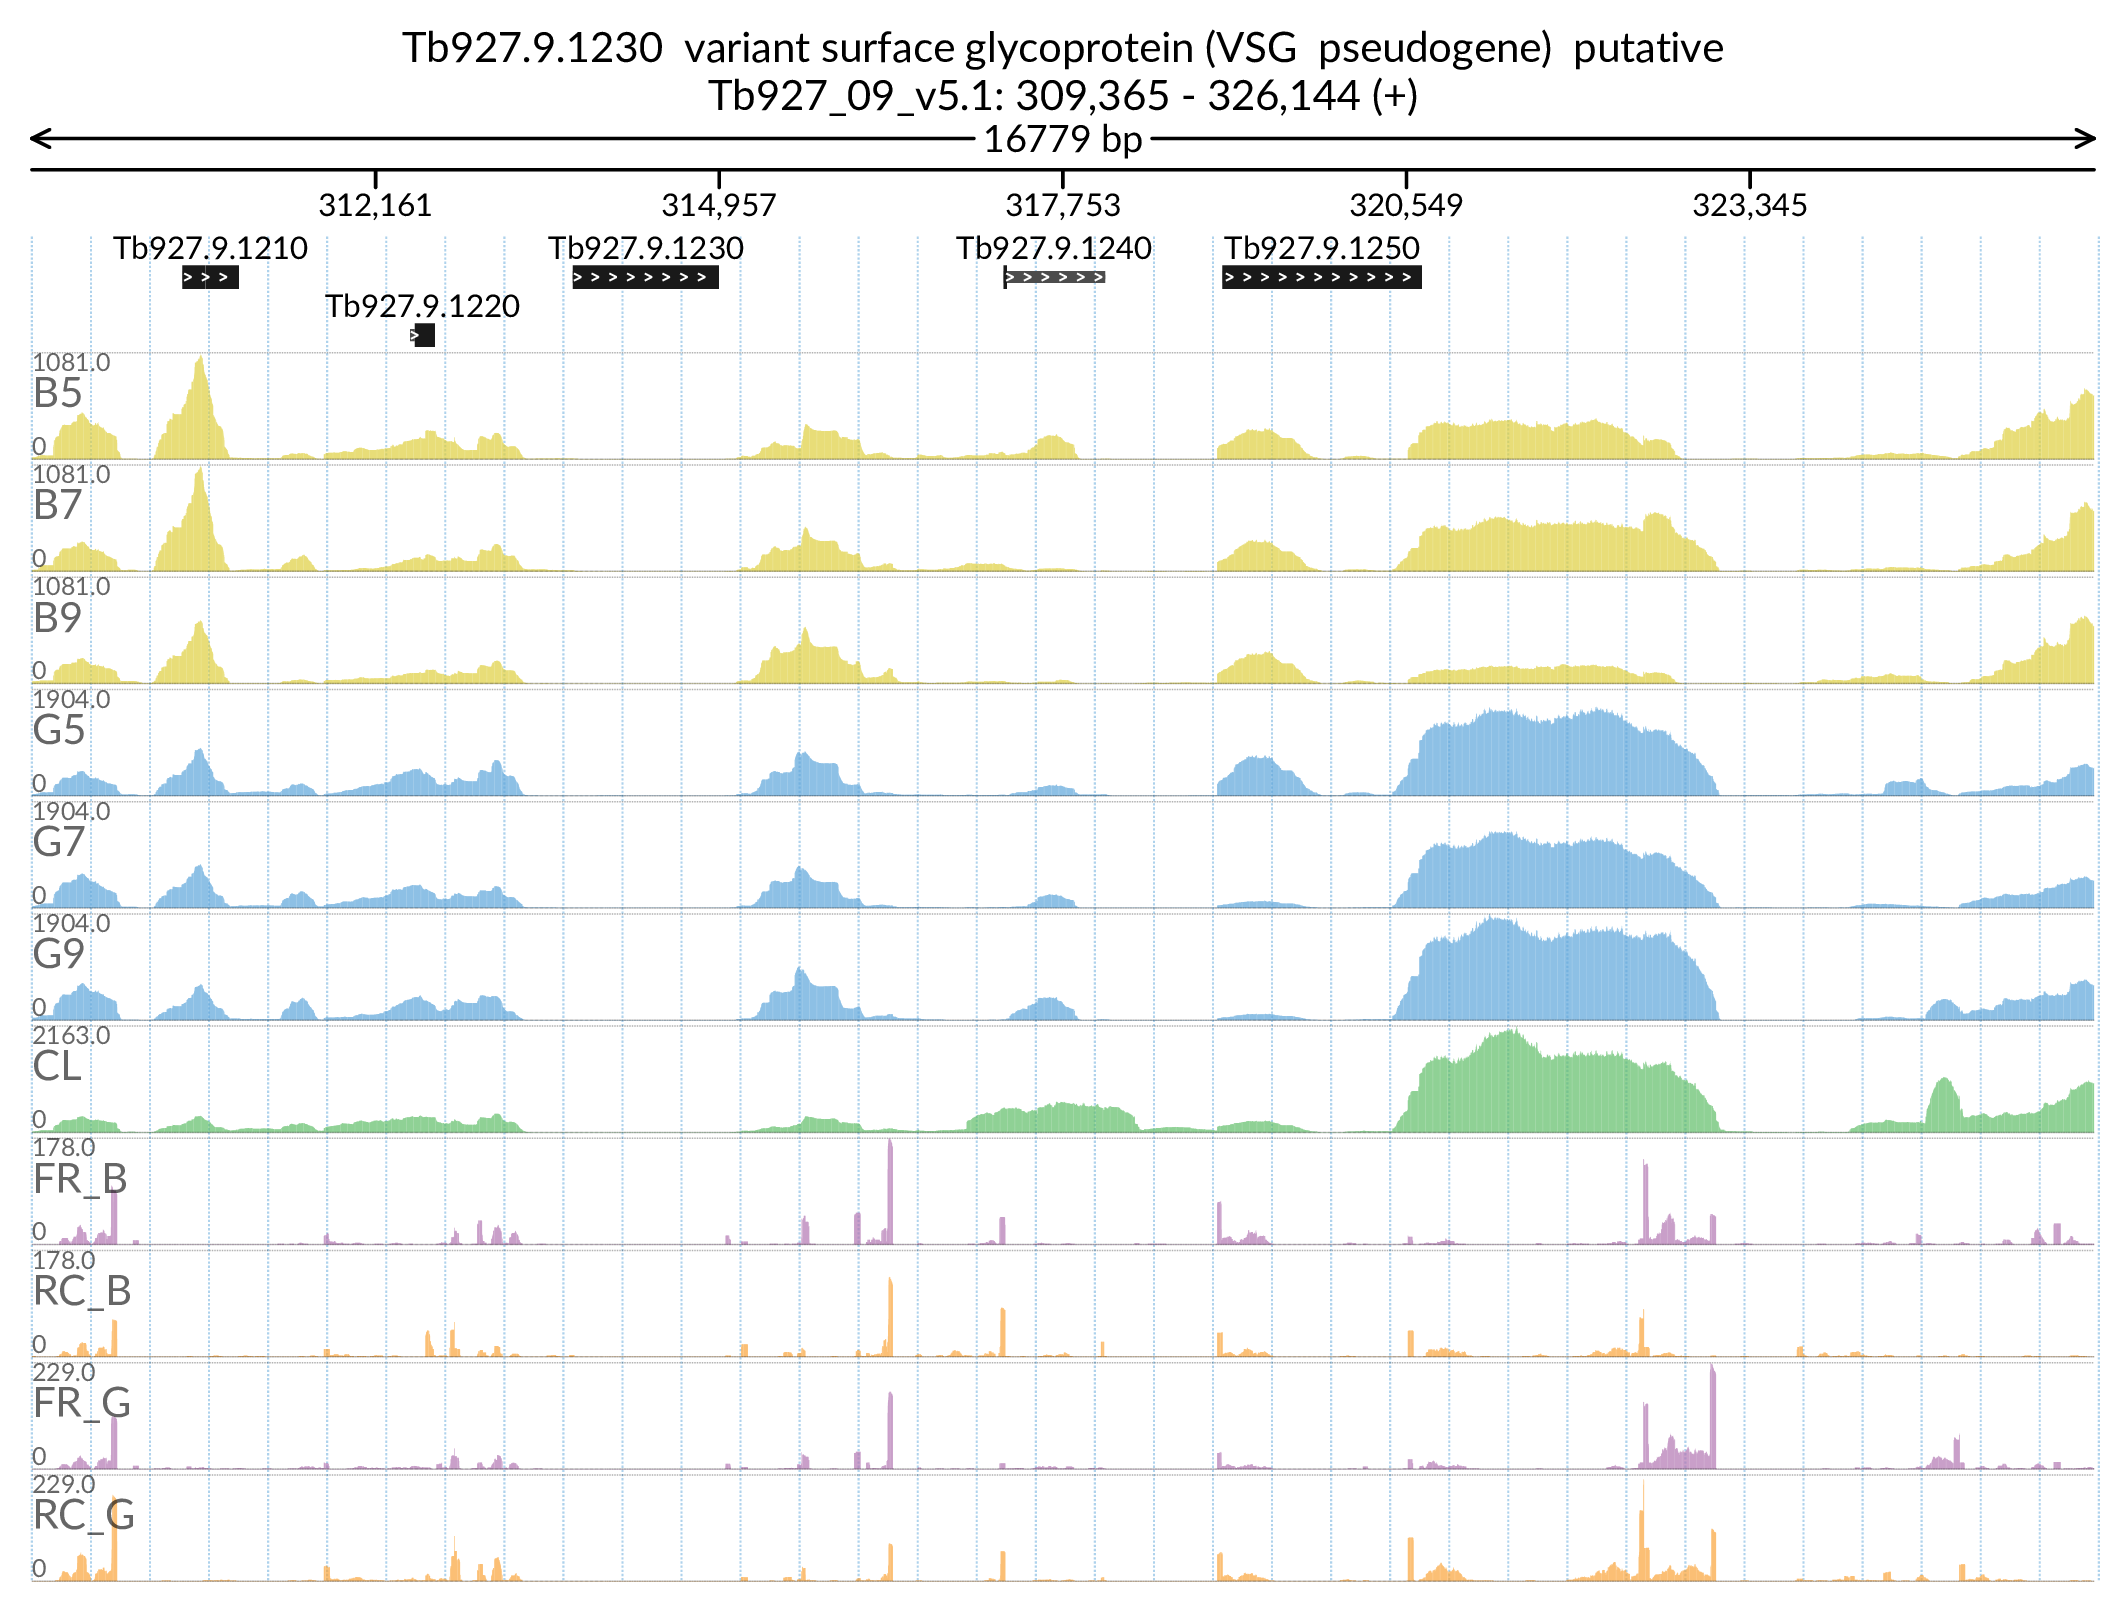 Tb927.9.1230  variant surface glycoprotein (VSG  pseudogene)  putative
Tb927_09_v5.1: 309,365 - 326,144 (+)
16779 bp
312,161 314,957 317,753 320,549 323,345
Tb927.9.1210 Tb927.9.1230 Tb927.9.1240 Tb927.9.1250
Tb927.9.1220
1081.0
B5
0
1081.0
B7
0
1081.0
B9
0
1904.0
G5
0
1904.0
G7
0
1904.0
G9
0
2163.0
CL
0
178.0
FR_B
0
178.0
RC_B
0
229.0
FR_G
0
229.0
RC_G
0